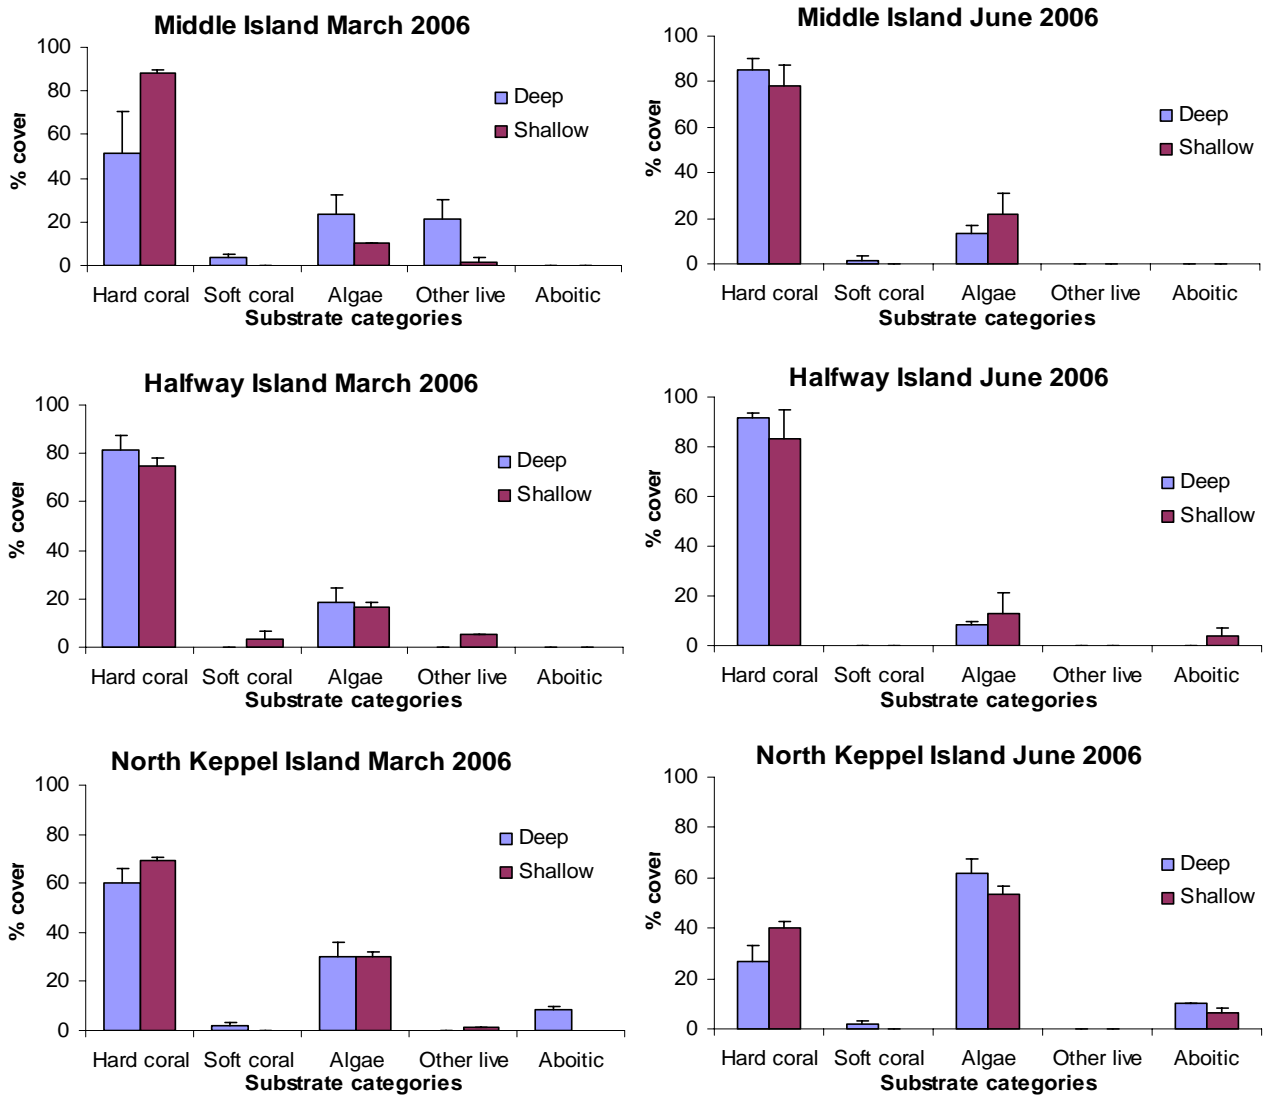 Middle Island March 2006
100
80
60
40
20
0
% cover
Deep
Shallow
Hard coral Soft coral Algae Other live Aboitic
Substrate categories
Middle Island June 2006
100
80
60
40
20
0
% cover
Deep
Shallow
Hard coral Soft coral Algae Other live Aboitic
Substrate categories
Halfway Island March 2006
100
80
60
40
20
0
% cover
Deep
Shallow
Hard coral Soft coral Algae Other live Aboitic
Substrate categories
Halfway Island June 2006
100
80
60
40
20
0
% cover
Deep
Shallow
Hard coral Soft coral Algae Other live Aboitic
Substrate categories
North Keppel Island March 2006
100
80
60
40
20
0
% cover
Deep
Shallow
Hard coral Soft coral Algae Other live Aboitic
Substrate categories
North Keppel Island June 2006
100
80
60
40
20
0
% cover
Deep
Shallow
Hard coral Soft coral Algae Other live Aboitic
Substrate categories